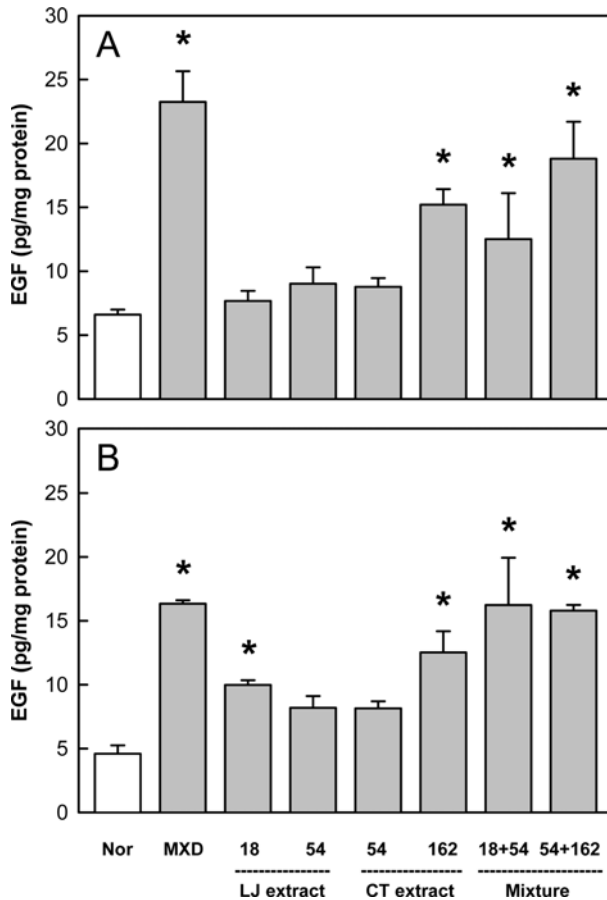 A
30
25
20
15
10
5
0
EGF (pg/mg protein)
* * * *
B
30
25
20
15
10
5
0
EGF (pg/mg protein)
* * * * *
Nor MXD 18 54 54 162 18+54 54+162
LJ extract CT extract Mixture